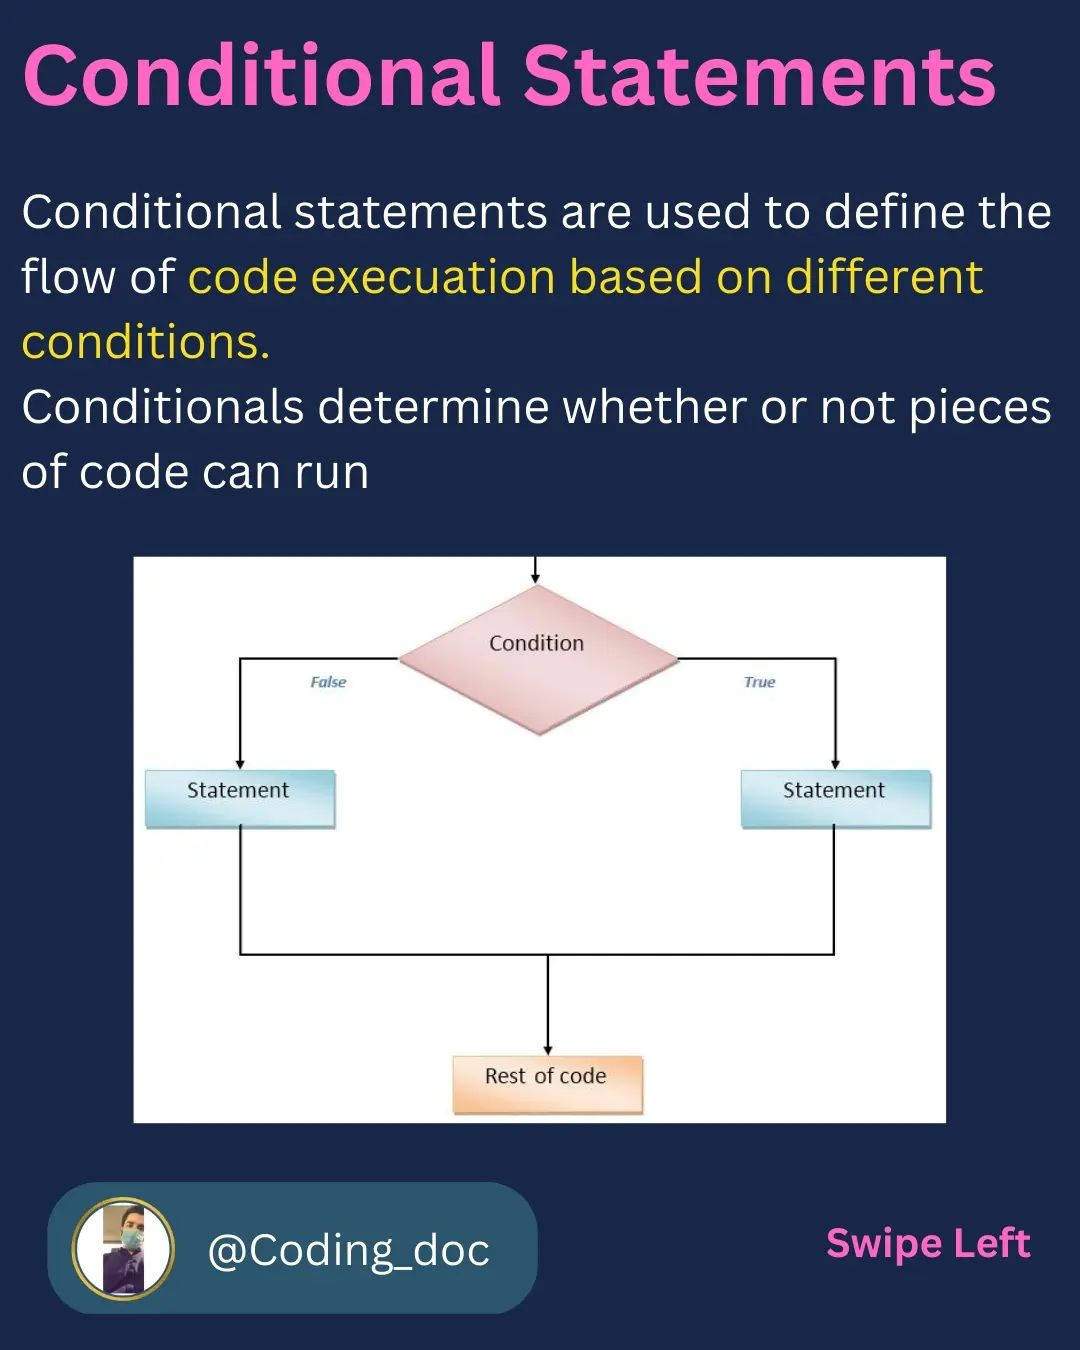 Conditional Statements
Conditional statements are used to define the
flow of code execuation based on different
conditions.
Conditionals determine whether or not pieces
of code can run
Condition
False
True
Statement
Statement
Rest of code
@Coding_doc
Swipe Left